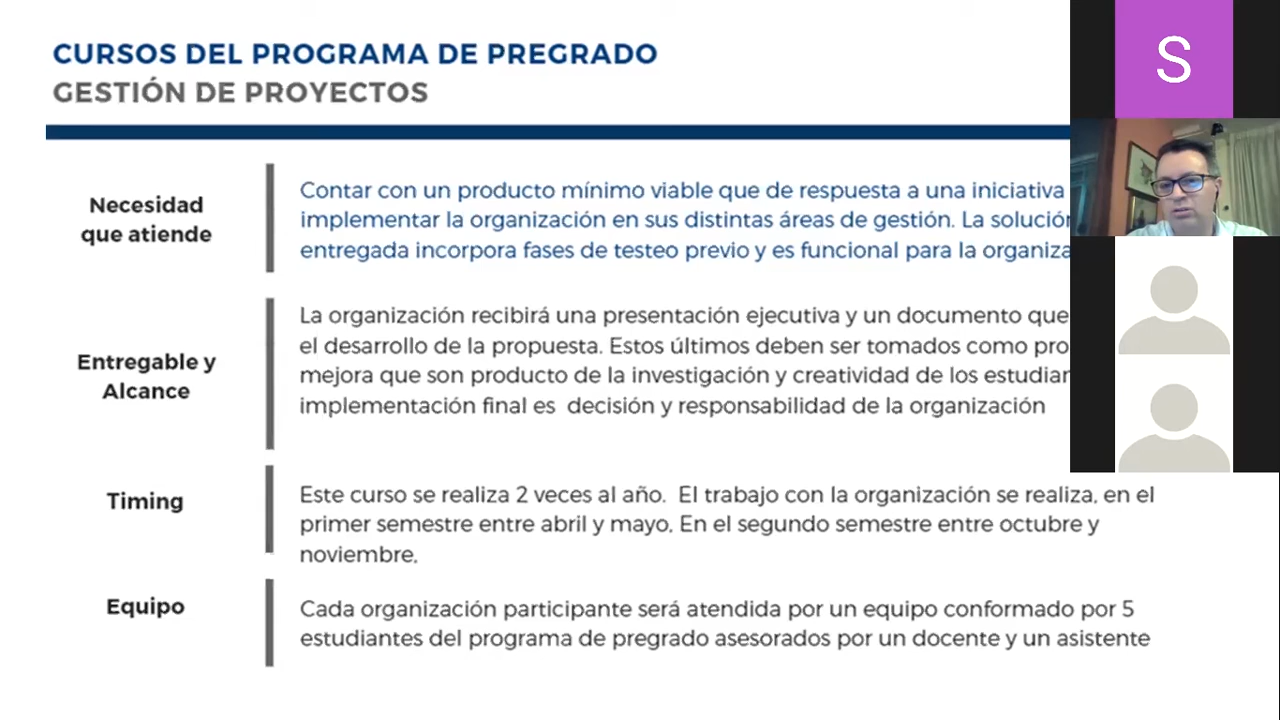 CURSOS DEL PROGRAMA DE PREGRADO
GESTIÓN DE PROYECTOS
S
Necesidad
que atiende
Contar con un producto mínimo viable que de respuesta a una iniciativa
implementar la organización en sus distintas áreas de gestión. La solución
entregada incorpora fases de testeo previo y es funcional para la
Entregable y
Alcance
La organización recibirá una presentación ejecutiva y un documento que
el desarrollo de la propuesta. Estos últimos deben ser tomados como
mejora que son producto de la investigación y creatividad de los
implementación final es decisión y responsabilidad de la organización
Timing
Este curso se realiza 2 veces al año. El trabajo con la organización se realiza, en el
primer semestre entre abril y mayo. En el segundo semestre entre octubre y
noviembre.
Equipo
Cada organización participante será atendida por un equipo conformado por 5
estudiantes del programa de pregrado asesorados por un docente y un asistente